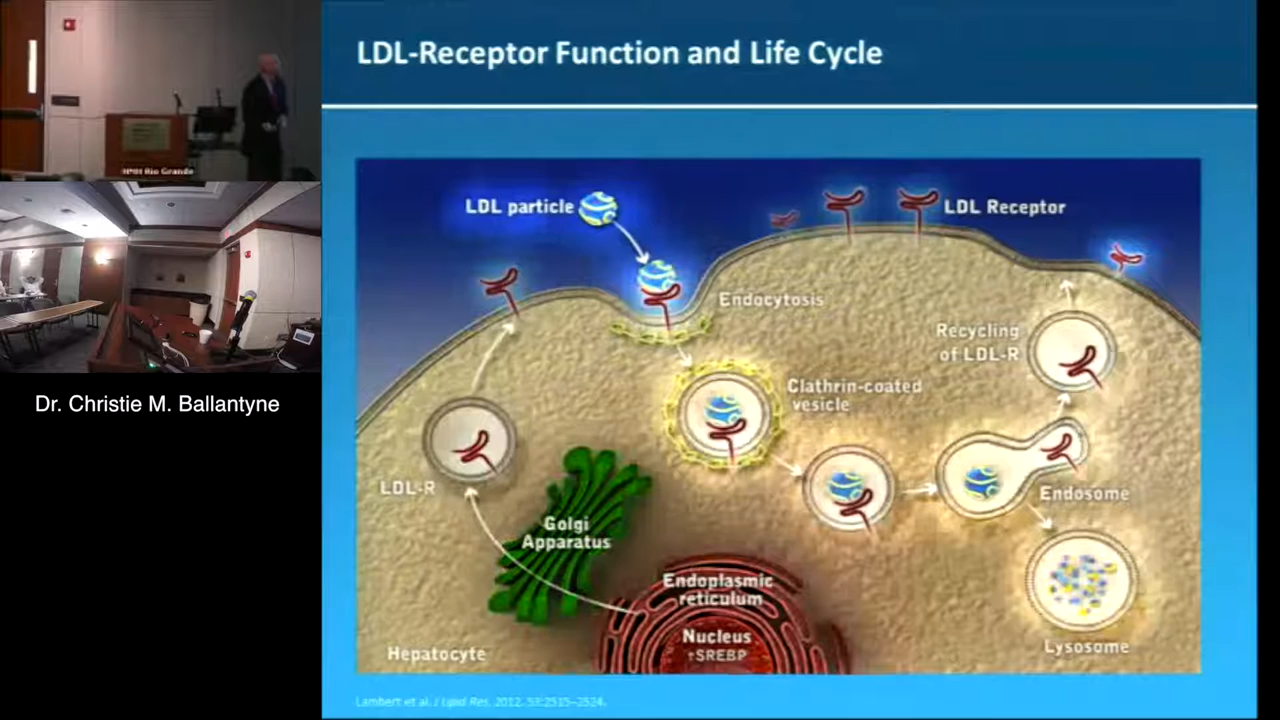 LDL-Receptor Function and Life Cycle
LDL particle
LDL Receptor
Endocytosis
Recycling
of LDL-R
Clathrin-coated
vesicle
LDL-R
Endosome
Golgi
Apparatus
Endoplasmic
reticulum
Nucleus
↑SREBP
Lysosome
Hepatocyte
Lambert et al. J Lipid Res. 2012. 53:2515–2524.
Rio Grande
Dr. Christie M. Ballantyne